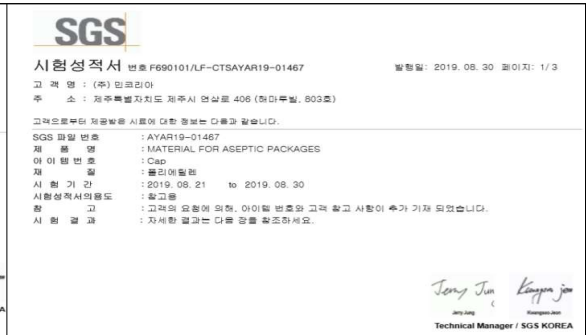 SGS
시험성적서 번호 F690101/LF-CTSAYAR19-01467 발행일: 2019. 08. 30 페이지: 1/3
고 객 명 : (주) 민코리아
주 소 : 제주특별자치도 제주시 연삼로 406 (해마루빌, 803호)
고객으로부터 제공받은 시료에 대한 정보는 다음과 같습니다.
SGS 파일 번호 : AYAR19-01467
제 품 명 : MATERIAL FOR ASEPTIC PACKAGES
아 이 템 번 호 : Cap
재 질 : 폴리에틸렌
시 험 기 간 : 2019. 08. 21 to 2019. 08. 30
시험성적서의용도 : 참고용
참 고 : 고객의 요청에 의해, 아이템 번호와 고객 참고 사항이 추가 기재 되었습니다.
시 험 결 과 : 자세한 결과는 다음 장을 참조하세요.
Jerry Jung
Technical Manager / SGS KOREA